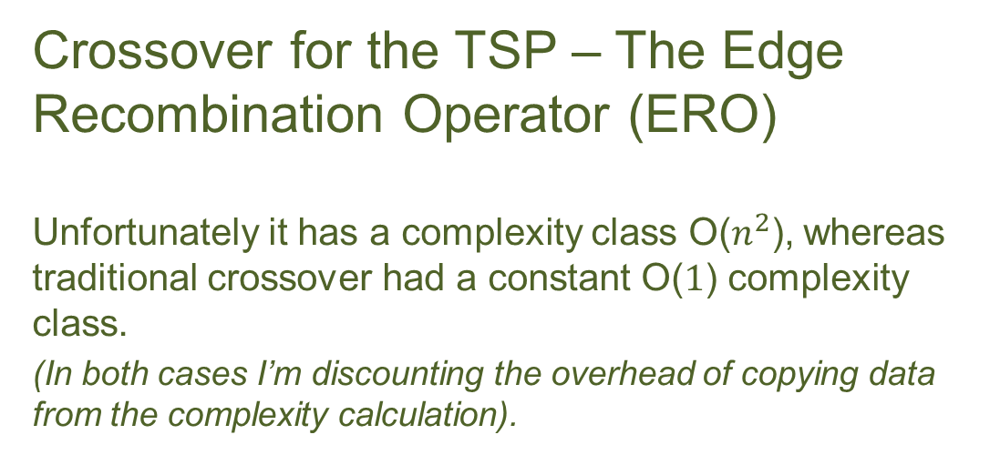 Crossover for the TSP – The Edge
Recombination Operator (ERO)
Unfortunately it has a complexity class O(𝑛²), whereas
traditional crossover had a constant O(1) complexity
class.
(In both cases I’m discounting the overhead of copying data
from the complexity calculation).